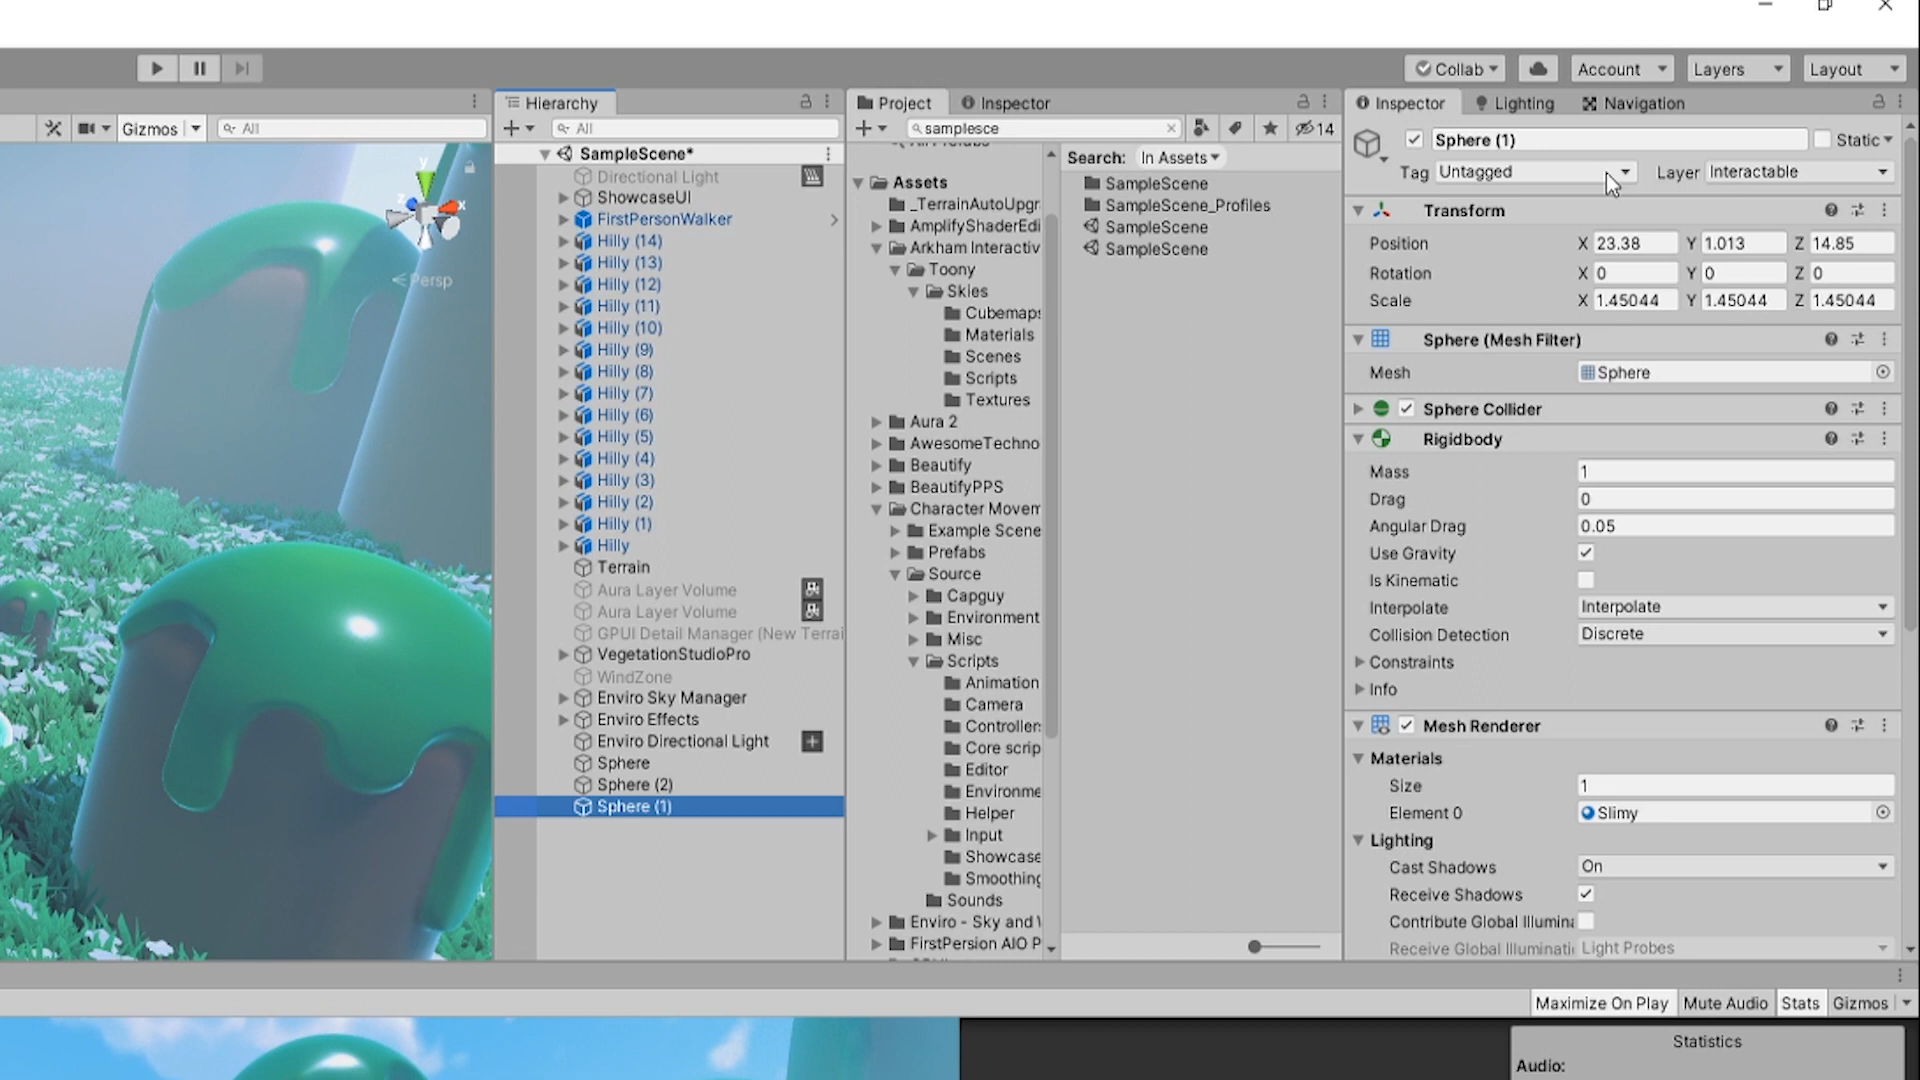 Collab
Account
Layers
Layout
Gizmos
All
y
x
z
Persp
Hierarchy
All
SampleScene*
Directional Light
ShowcaseUI
FirstPersonWalker
Hilly (14)
Hilly (13)
Hilly (12)
Hilly (11)
Hilly (10)
Hilly (9)
Hilly (8)
Hilly (7)
Hilly (6)
Hilly (5)
Hilly (4)
Hilly (3)
Hilly (2)
Hilly (1)
Hilly
Terrain
Aura Layer Volume
Aura Layer Volume
GPUI Detail Manager (New Terrai
VegetationStudioPro
WindZone
Enviro Sky Manager
Enviro Effects
Enviro Directional Light
Sphere
Sphere (2)
Sphere (1)
Project
Inspector
samplesce
14
Assets
_TerrainAutoUpgr
AmplifyShaderEdi
Arkham Interactiv
Toony
Skies
Cubemaps
Materials
Scenes
Scripts
Textures
Aura 2
AwesomeTechno
Beautify
BeautifyPPS
Character Movem
Example Scene
Prefabs
Source
Capguy
Environment
Misc
Scripts
Animation
Camera
Controllers
Core scrip
Editor
Environme
Helper
Input
Showcase
Smoothing
Sounds
Enviro - Sky and
FirstPersion AIO P
Search: In Assets
SampleScene
SampleScene_Profiles
SampleScene
SampleScene
Inspector
Lighting
Navigation
Sphere (1)
Static
Tag Untagged
Layer Interactable
Transform
Position X 23.38 Y 1.013 Z 14.85
Rotation X 0 Y 0 Z 0
Scale X 1.45044 Y 1.45044 Z 1.45044
Sphere (Mesh Filter)
Mesh Sphere
Sphere Collider
Rigidbody
Mass 1
Drag 0
Angular Drag 0.05
Use Gravity
Is Kinematic
Interpolate Interpolate
Collision Detection Discrete
Constraints
Info
Mesh Renderer
Materials
Size 1
Element 0 Slimy
Lighting
Cast Shadows On
Receive Shadows
Contribute Global Illumina
Receive Global Illuminati Light Probes
Maximize On Play Mute Audio Stats Gizmos
Statistics
Audio: